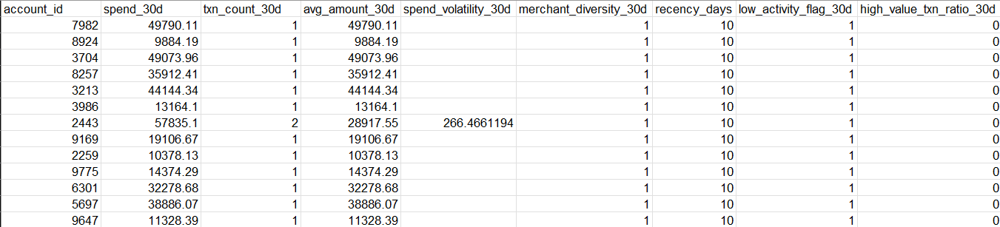 account_id spend_30d txn_count_30d avg_amount_30d spend_volatility_30d merchant_diversity_30d recency_days low_activity_flag_30d high_value_txn_ratio_30d
7982 49790.11 1 49790.11 1 10 1 0
8924 9884.19 1 9884.19 1 10 1 0
3704 49073.96 1 49073.96 1 10 1 0
8257 35912.41 1 35912.41 1 10 1 0
3213 44144.34 1 44144.34 1 10 1 0
3986 13164.1 1 13164.1 1 10 1 0
2443 57835.1 2 28917.55 266.4661194 1 10 1 0
9169 19106.67 1 19106.67 1 10 1 0
2259 10378.13 1 10378.13 1 10 1 0
9775 14374.29 1 14374.29 1 10 1 0
6301 32278.68 1 32278.68 1 10 1 0
5697 38886.07 1 38886.07 1 10 1 0
9647 11328.39 1 11328.39 1 10 1 0